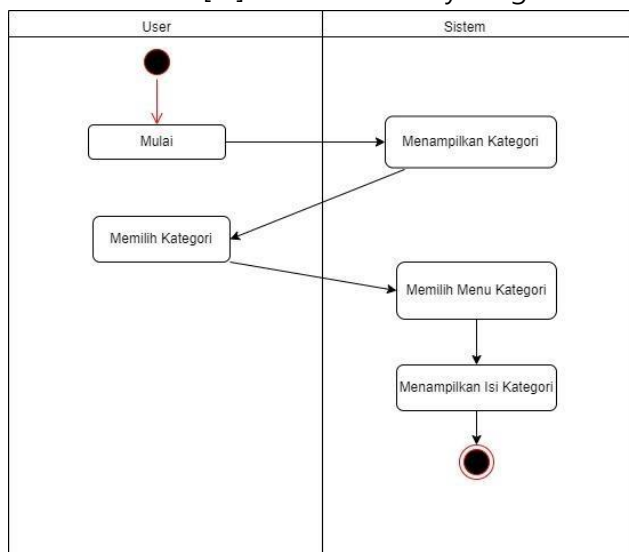 User
Sistem
Mulai
Menampilkan Kategori
Memilih Kategori
Memilih Menu Kategori
Menampilkan Isi Kategori